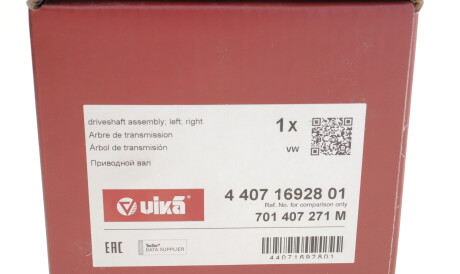 driveshaft assembly; left; right
Arbre de transmission
Árbol de transmisión
Приводной вал
1x
VW
vika
4 407 16928 01
Ref. No. for comparison only
701 407 271 M
EAC
TecDoc
DATA SUPPLIER
44071692801